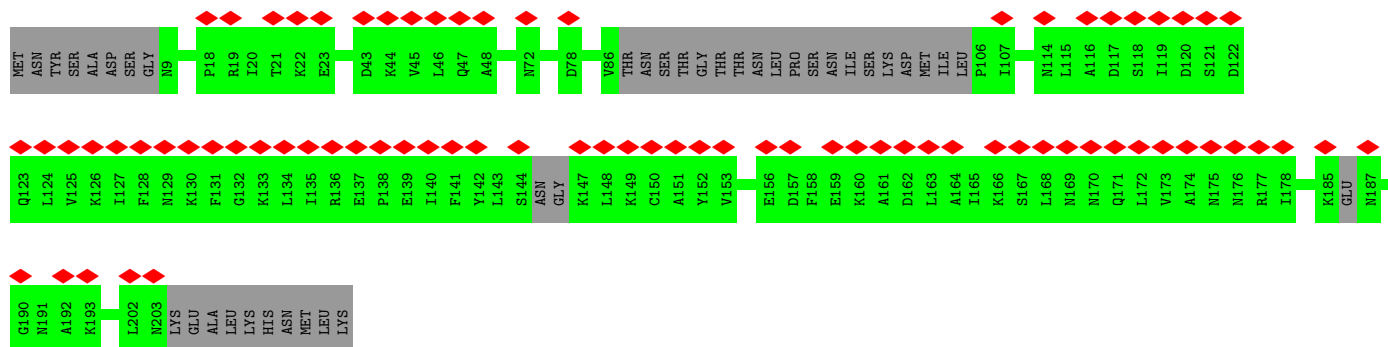 MET ASN TYR SER ALA ASP SER GLY N9 P18 R19 I20 T21 K22 E23 D43 K44 V45 L46 Q47 A48 N72 D78 V86 THR ASN SER THR GLY THR THR ASN LEU PRO SER ASN ILE SER LYS ASP MET ILE LEU P106 I107 N114 L115 A116 D117 S118 I119 D120 S121 D122
Q123 L124 V125 K126 I127 F128 N129 K130 F131 G132 K133 L134 I135 R136 E137 P138 E139 I140 F141 Y142 L143 S144 ASN GLY K147 L148 K149 C150 A151 Y152 V153 E156 D157 F158 E159 K160 A161 D162 L163 A164 I165 K166 S167 L168 N169 N170 Q171 L172 V173 A174 N175 N176 R177 I178 K185 GLU N187
G190 N191 A192 K193 L202 N203 LYS GLU ALA LEU LYS HIS ASN MET LEU LYS